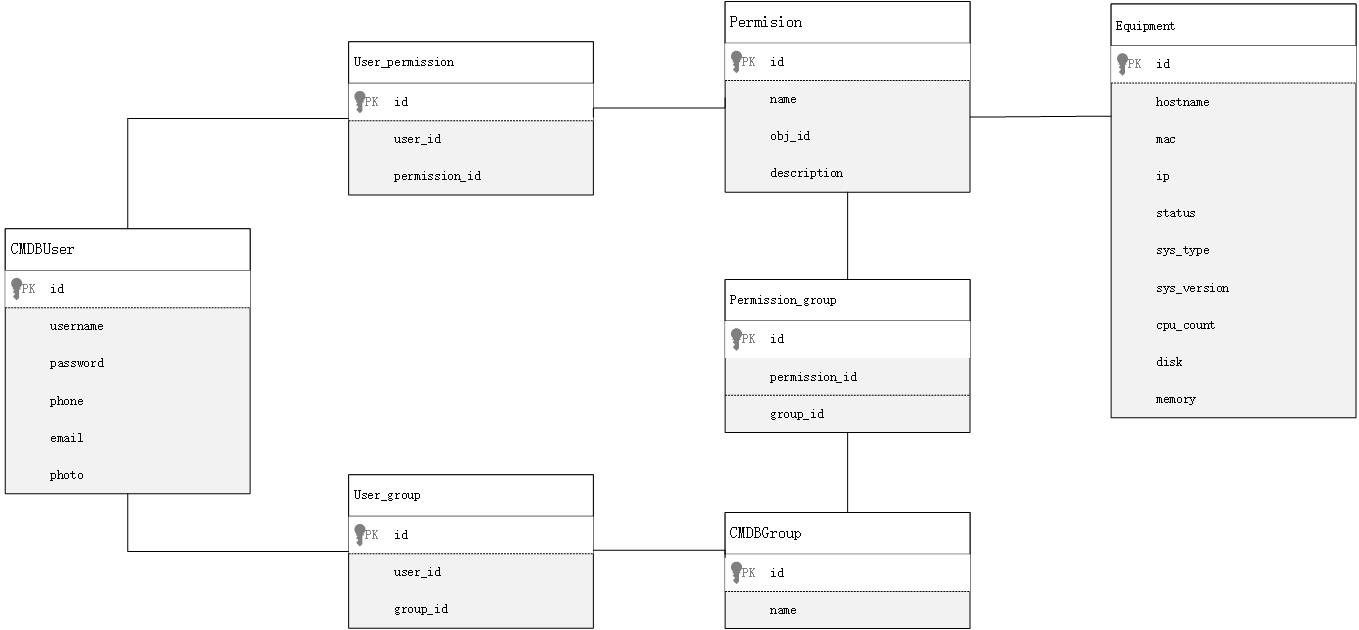 Permision
PK id
name
obj_id
description
Equipment
PK id
hostname
mac
ip
status
sys_type
sys_version
cpu_count
disk
memory
User_permission
PK id
user_id
permission_id
CMDBUser
PK id
username
password
phone
email
photo
Permission_group
PK id
permission_id
group_id
User_group
PK id
user_id
group_id
CMDBGroup
PK id
name